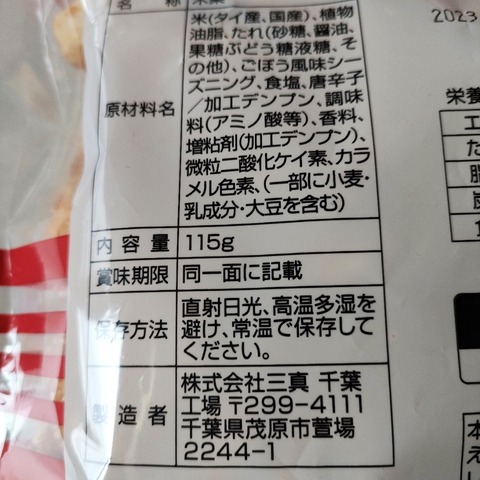 名 称 米菓
2023
米(タイ産、国産)、植物
油脂、たれ(砂糖、醤油、
果糖ぶどう糖液糖、そ
の他)、ごぼう風味シー
ズニング、食塩、唐辛子
原材料名
/加工デンプン、調味
料(アミノ酸等)、香料、
増粘剤(加工デンプン)、
微粒二酸化ケイ素、カラ
メル色素、(一部に小麦・
乳成分・大豆を含む)
内容量 115g
賞味期限 同一面に記載
保存方法
直射日光、高温多湿を
避け、常温で保存して
ください。
製造者
株式会社三真 千葉
工場 〒299-4111
千葉県茂原市萱場
2244-1
栄養
エ
た
脂
炭
食
本
え